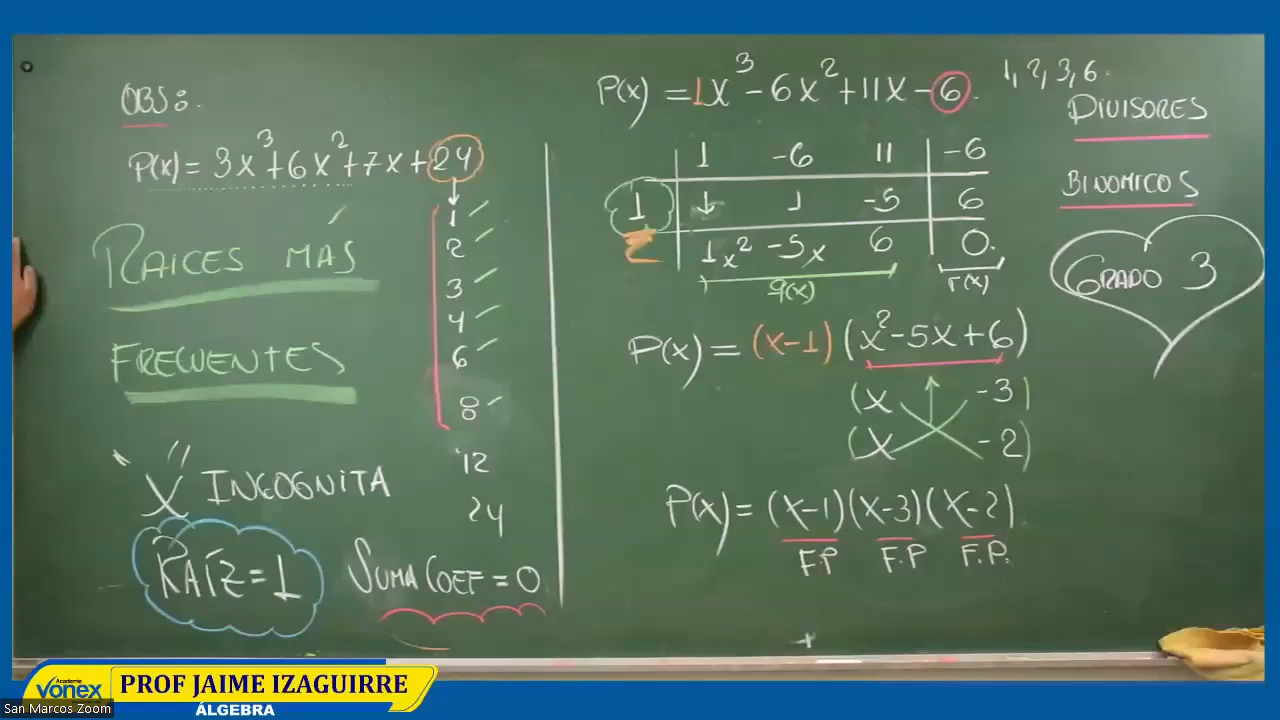 OBS:.
P(x) = 3x³+6x²+7x+24
1
2
3
4
6
8
12
24
RAICES MÁS
FRECUENTES
"X" INCOGNITA
RAÍZ=1
SUMA COEF = 0
P(x) = 1x³-6x²+11x-6
1, 2, 3, 6.
1 -6 11 -6
1 ↓ 1 -5 6
1x² -5x 6 0.
q(x) r(x)
P(x) = (x-1)(x²-5x+6)
(x -3)
(x -2)
P(x) = (x-1)(x-3)(x-2)
F.P F.P F.P.
DIVISORES
BINOMICOS
GRADO 3
+
Academia
vonex
PROF JAIME IZAGUIRRE
ÁLGEBRA
San Marcos Zoom